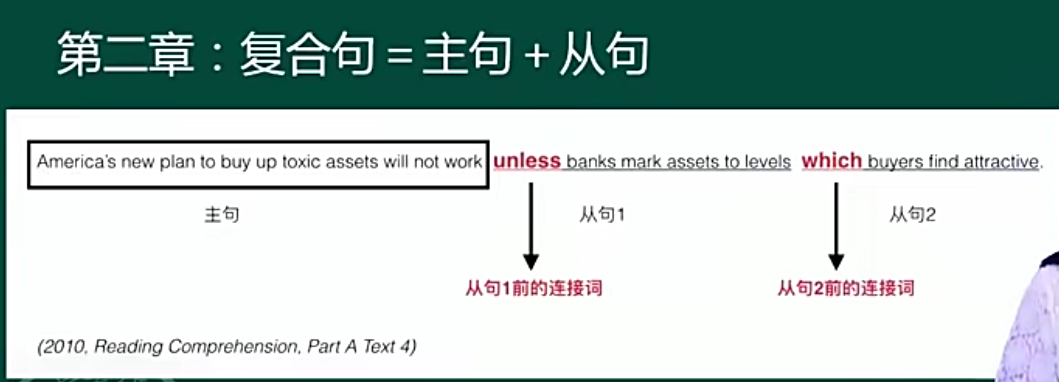 第二章：复合句 = 主句 + 从句
America's new plan to buy up toxic assets will not work unless banks mark assets to levels which buyers find attractive.
主句 从句1 从句2
从句1前的连接词 从句2前的连接词
(2010, Reading Comprehension, Part A Text 4)